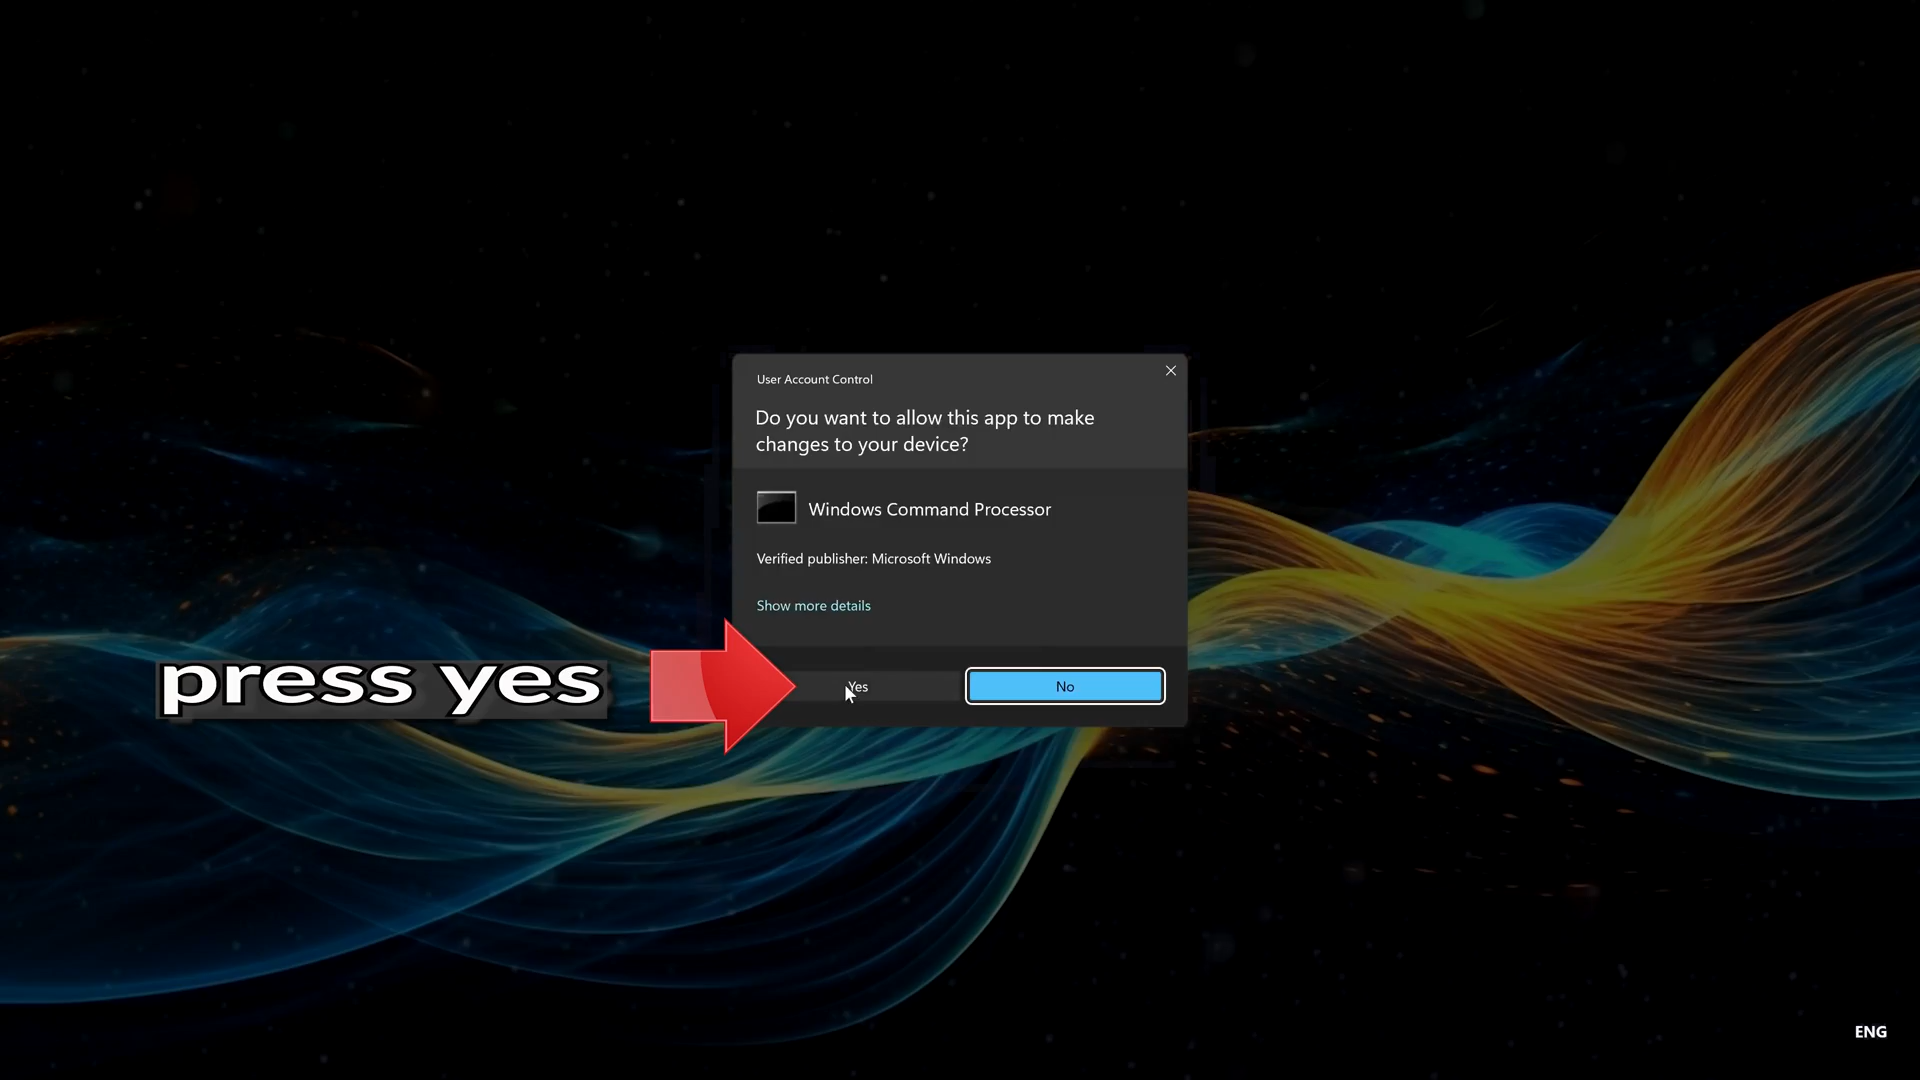 User Account Control
Do you want to allow this app to make
changes to your device?
Windows Command Processor
Verified publisher: Microsoft Windows
Show more details
press yes
Yes
No
ENG